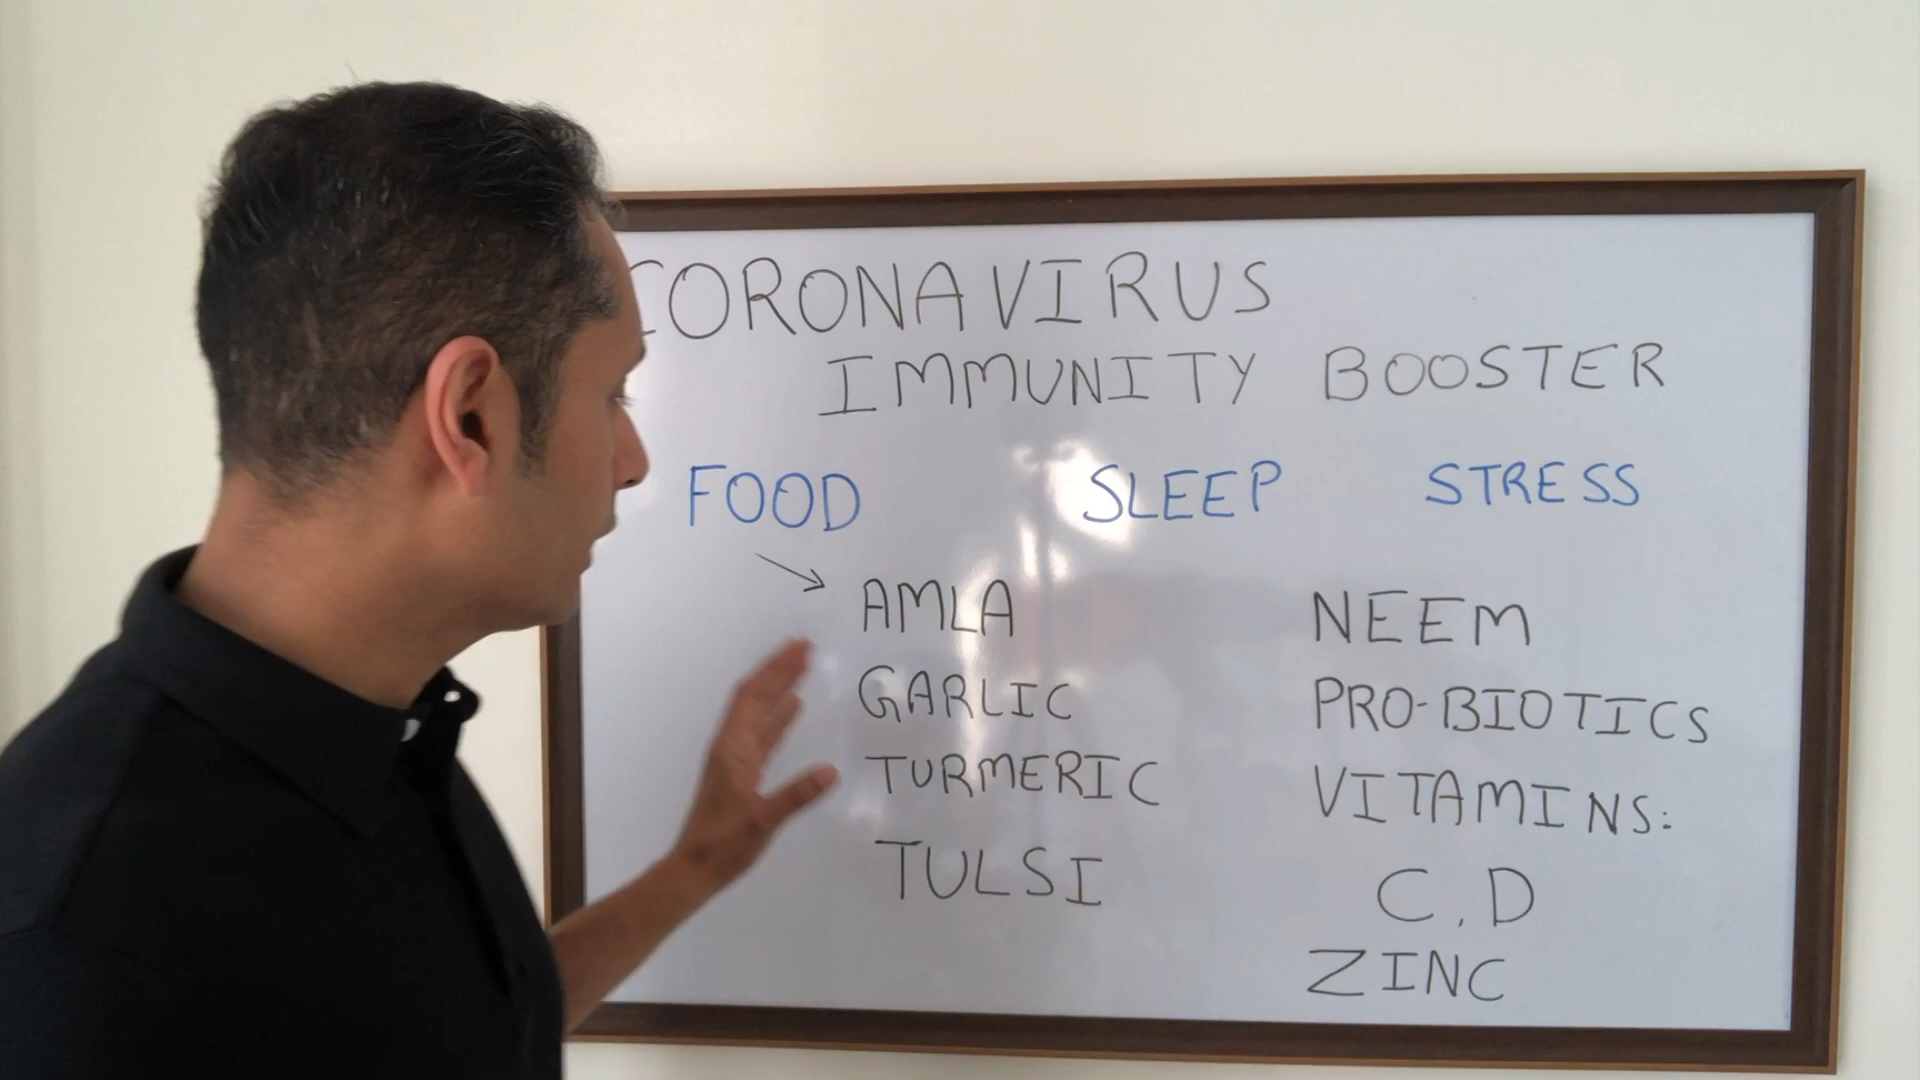 CORONAVIRUS
IMMUNITY BOOSTER
FOOD SLEEP STRESS
AMLA
GARLIC
TURMERIC
TULSI
NEEM
PRO-BIOTICS
VITAMINS:
C, D
ZINC